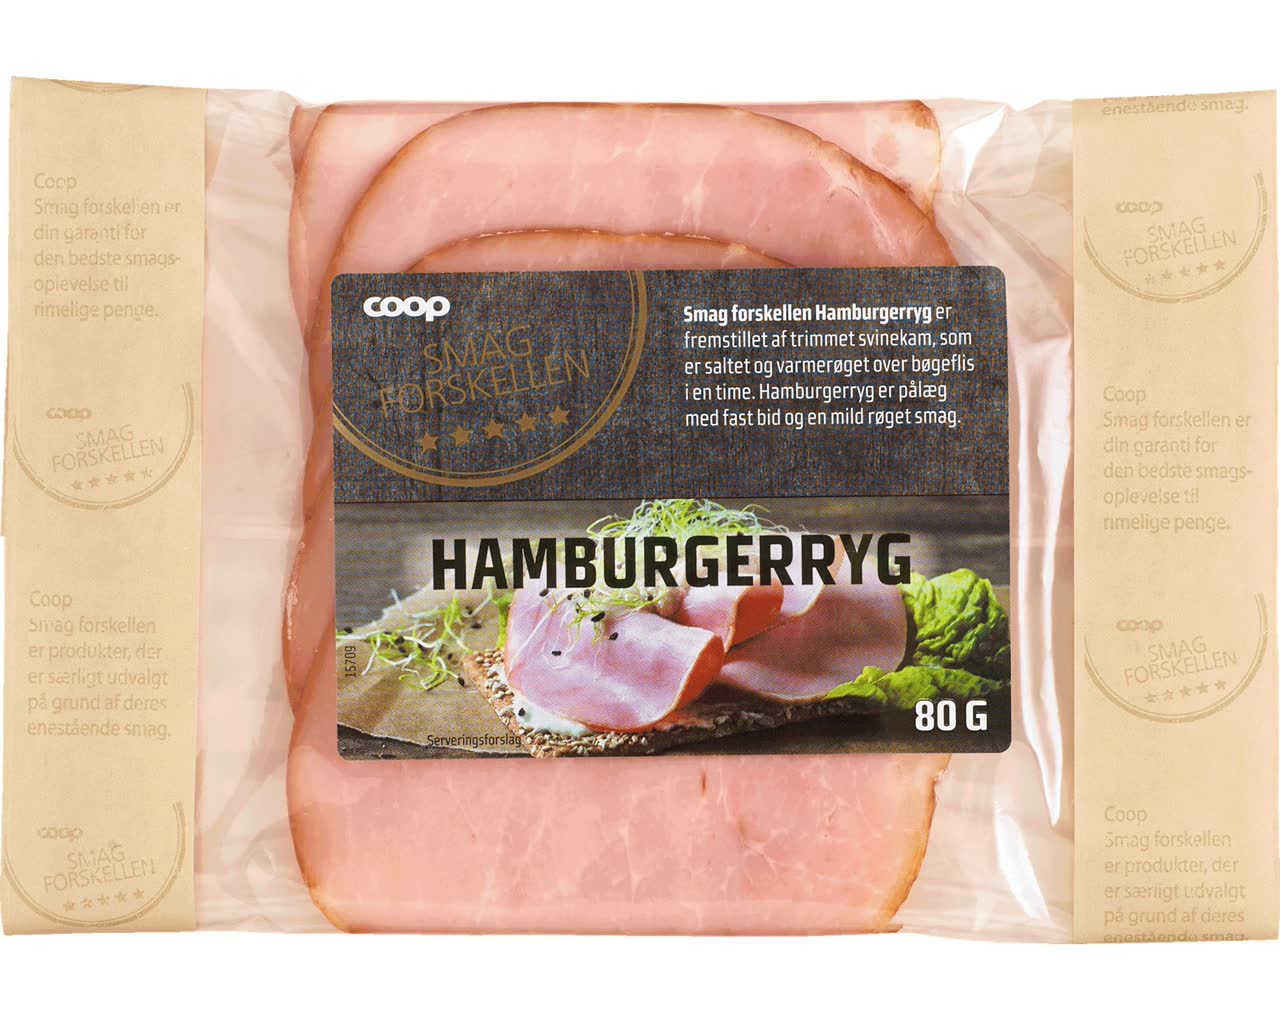 Coop
Smag forskellen er
din garanti for
den bedste smags-
oplevelse til
rimelige penge.
coop
SMAG
FORSKELLEN
Coop
Smag forskellen
er produkter, der
er særligt udvalgt
på grund af deres
enestående smag.
coop
SMAG
FORSKELLEN
coop
SMAG
FORSKELLEN
Smag forskellen Hamburgerryg er
fremstillet af trimmet svinekam, som
er saltet og varmerøget over bøgeflis
i en time. Hamburgerryg er pålæg
med fast bid og en mild røget smag.
HAMBURGERRYG
15709
Serveringsforslag
80 G
enestående smag.
coop
SMAG
FORSKELLEN
Coop
Smag forskellen er
din garanti for
den bedste smags-
oplevelse til
rimelige penge.
coop
SMAG
FORSKELLEN
Coop
Smag forskellen
er produkter, der
er særligt udvalgt
på grund af deres
enestående smag.